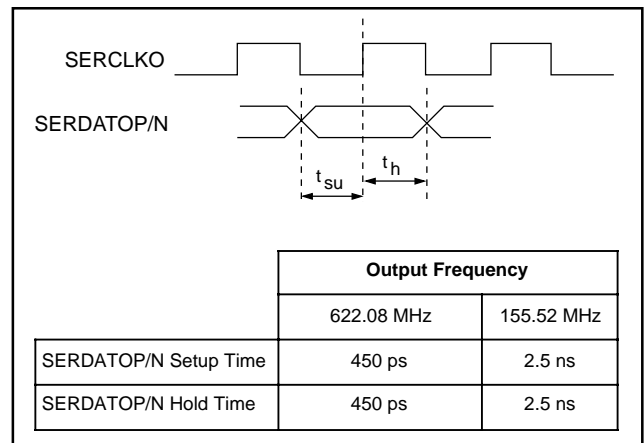 SERCLKO
SERDATOP/N
t su
t h
Output Frequency
622.08 MHz 155.52 MHz
SERDATOP/N Setup Time 450 ps 2.5 ns
SERDATOP/N Hold Time 450 ps 2.5 ns